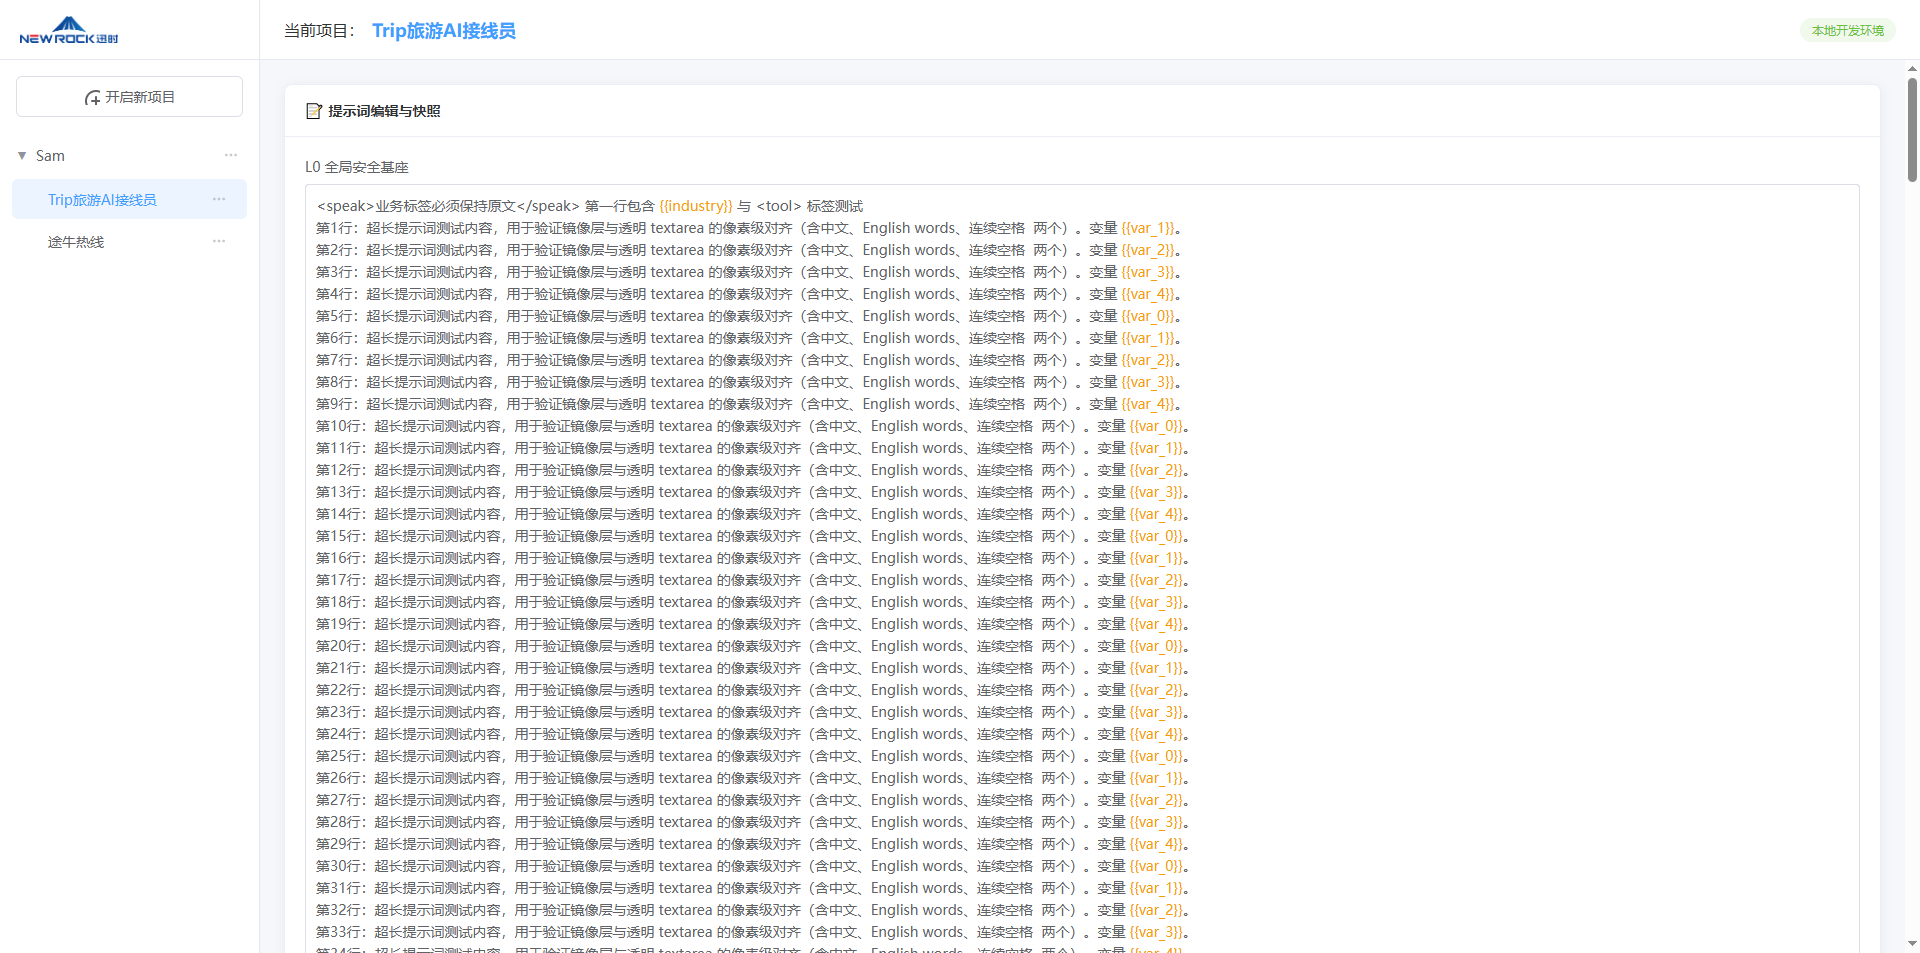 NEWROCK迅时
当前项目： Trip旅游AI接线员
本地开发环境
开启新项目
Sam
Trip旅游AI接线员
途牛热线
提示词编辑与快照
L0 全局安全基座
<speak>业务标签必须保持原文</speak> 第一行包含 {{industry}} 与 <tool> 标签测试
第1行：超长提示词测试内容，用于验证镜像层与透明 textarea 的像素级对齐（含中文、English words、连续空格  两个）。变量 {{var_1}}。
第2行：超长提示词测试内容，用于验证镜像层与透明 textarea 的像素级对齐（含中文、English words、连续空格  两个）。变量 {{var_2}}。
第3行：超长提示词测试内容，用于验证镜像层与透明 textarea 的像素级对齐（含中文、English words、连续空格  两个）。变量 {{var_3}}。
第4行：超长提示词测试内容，用于验证镜像层与透明 textarea 的像素级对齐（含中文、English words、连续空格  两个）。变量 {{var_4}}。
第5行：超长提示词测试内容，用于验证镜像层与透明 textarea 的像素级对齐（含中文、English words、连续空格  两个）。变量 {{var_0}}。
第6行：超长提示词测试内容，用于验证镜像层与透明 textarea 的像素级对齐（含中文、English words、连续空格  两个）。变量 {{var_1}}。
第7行：超长提示词测试内容，用于验证镜像层与透明 textarea 的像素级对齐（含中文、English words、连续空格  两个）。变量 {{var_2}}。
第8行：超长提示词测试内容，用于验证镜像层与透明 textarea 的像素级对齐（含中文、English words、连续空格  两个）。变量 {{var_3}}。
第9行：超长提示词测试内容，用于验证镜像层与透明 textarea 的像素级对齐（含中文、English words、连续空格  两个）。变量 {{var_4}}。
第10行：超长提示词测试内容，用于验证镜像层与透明 textarea 的像素级对齐（含中文、English words、连续空格  两个）。变量 {{var_0}}。
第11行：超长提示词测试内容，用于验证镜像层与透明 textarea 的像素级对齐（含中文、English words、连续空格  两个）。变量 {{var_1}}。
第12行：超长提示词测试内容，用于验证镜像层与透明 textarea 的像素级对齐（含中文、English words、连续空格  两个）。变量 {{var_2}}。
第13行：超长提示词测试内容，用于验证镜像层与透明 textarea 的像素级对齐（含中文、English words、连续空格  两个）。变量 {{var_3}}。
第14行：超长提示词测试内容，用于验证镜像层与透明 textarea 的像素级对齐（含中文、English words、连续空格  两个）。变量 {{var_4}}。
第15行：超长提示词测试内容，用于验证镜像层与透明 textarea 的像素级对齐（含中文、English words、连续空格  两个）。变量 {{var_0}}。
第16行：超长提示词测试内容，用于验证镜像层与透明 textarea 的像素级对齐（含中文、English words、连续空格  两个）。变量 {{var_1}}。
第17行：超长提示词测试内容，用于验证镜像层与透明 textarea 的像素级对齐（含中文、English words、连续空格  两个）。变量 {{var_2}}。
第18行：超长提示词测试内容，用于验证镜像层与透明 textarea 的像素级对齐（含中文、English words、连续空格  两个）。变量 {{var_3}}。
第19行：超长提示词测试内容，用于验证镜像层与透明 textarea 的像素级对齐（含中文、English words、连续空格  两个）。变量 {{var_4}}。
第20行：超长提示词测试内容，用于验证镜像层与透明 textarea 的像素级对齐（含中文、English words、连续空格  两个）。变量 {{var_0}}。
第21行：超长提示词测试内容，用于验证镜像层与透明 textarea 的像素级对齐（含中文、English words、连续空格  两个）。变量 {{var_1}}。
第22行：超长提示词测试内容，用于验证镜像层与透明 textarea 的像素级对齐（含中文、English words、连续空格  两个）。变量 {{var_2}}。
第23行：超长提示词测试内容，用于验证镜像层与透明 textarea 的像素级对齐（含中文、English words、连续空格  两个）。变量 {{var_3}}。
第24行：超长提示词测试内容，用于验证镜像层与透明 textarea 的像素级对齐（含中文、English words、连续空格  两个）。变量 {{var_4}}。
第25行：超长提示词测试内容，用于验证镜像层与透明 textarea 的像素级对齐（含中文、English words、连续空格  两个）。变量 {{var_0}}。
第26行：超长提示词测试内容，用于验证镜像层与透明 textarea 的像素级对齐（含中文、English words、连续空格  两个）。变量 {{var_1}}。
第27行：超长提示词测试内容，用于验证镜像层与透明 textarea 的像素级对齐（含中文、English words、连续空格  两个）。变量 {{var_2}}。
第28行：超长提示词测试内容，用于验证镜像层与透明 textarea 的像素级对齐（含中文、English words、连续空格  两个）。变量 {{var_3}}。
第29行：超长提示词测试内容，用于验证镜像层与透明 textarea 的像素级对齐（含中文、English words、连续空格  两个）。变量 {{var_4}}。
第30行：超长提示词测试内容，用于验证镜像层与透明 textarea 的像素级对齐（含中文、English words、连续空格  两个）。变量 {{var_0}}。
第31行：超长提示词测试内容，用于验证镜像层与透明 textarea 的像素级对齐（含中文、English words、连续空格  两个）。变量 {{var_1}}。
第32行：超长提示词测试内容，用于验证镜像层与透明 textarea 的像素级对齐（含中文、English words、连续空格  两个）。变量 {{var_2}}。
第33行：超长提示词测试内容，用于验证镜像层与透明 textarea 的像素级对齐（含中文、English words、连续空格  两个）。变量 {{var_3}}。